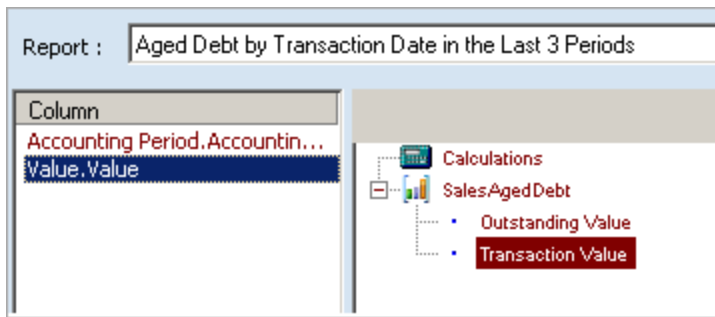 Report : Aged Debt by Transaction Date in the Last 3 Periods
Column
Accounting Period.Accountin...
Value.Value
Calculations
SalesAgedDebt
Outstanding Value
Transaction Value